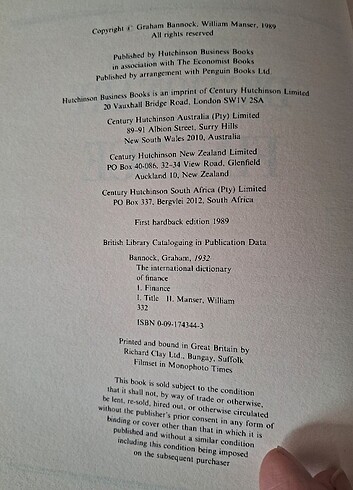 Copyright © Graham Bannock, William Manser, 1989
All rights reserved
Published by Hutchinson Business Books
in association with The Economist Books
Published by arrangement with Penguin Books Ltd
Hutchinson Business Books is an imprint of Century Hutchinson Limited
20 Vauxhall Bridge Road, London SW1V 2SA
Century Hutchinson Australia (Pty) Limited
89–91 Albion Street, Surry Hills
New South Wales 2010, Australia
Century Hutchinson New Zealand Limited
PO Box 40-086, 32–34 View Road, Glenfield
Auckland 10, New Zealand
Century Hutchinson South Africa (Pty) Limited
PO Box 337, Bergvlei 2012, South Africa
First hardback edition 1989
British Library Cataloguing in Publication Data
Bannock, Graham, 1932
The international dictionary
of finance
1. Finance
I. Title II. Manser, William
332
ISBN 0-09-174344-3
Printed and bound in Great Britain by
Richard Clay Ltd., Bungay, Suffolk
Filmset in Monophoto Times
This book is sold subject to the condition
that it shall not, by way of trade or otherwise,
be lent, re-sold, hired out, or otherwise circulated
without the publisher's prior consent in any form of
binding or cover other than that in which it is
published and without a similar condition
including this condition being imposed
on the subsequent purchaser